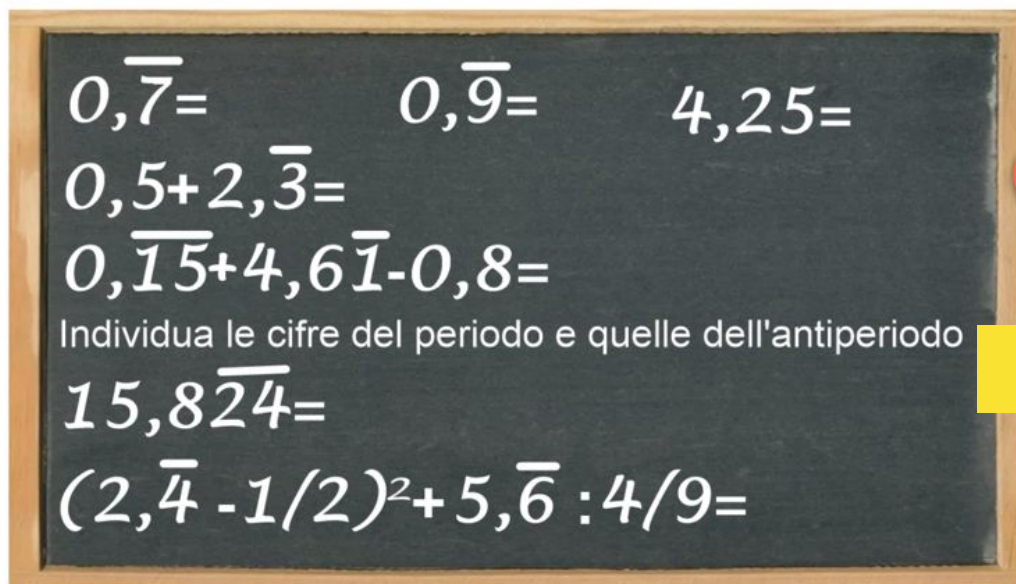 0,7̅= 0,9̅= 4,25=
0,5+2,3̅=
0,1̅5̅+4,61̅-0,8=
Individua le cifre del periodo e quelle dell'antiperiodo
15,82̅4̅=
(2,4̅ -1/2)²+5,6̅ :4/9=